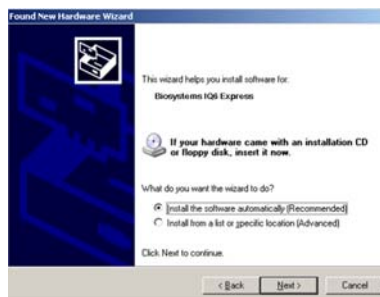 Found New Hardware Wizard
This wizard helps you install software for:
Biosystems IQ6 Express
If your hardware came with an installation CD
or floppy disk, insert it now.
What do you want the wizard to do?
Install the software automatically (Recommended)
Install from a list or specific location (Advanced)
Click Next to continue.
< Back
Next >
Cancel